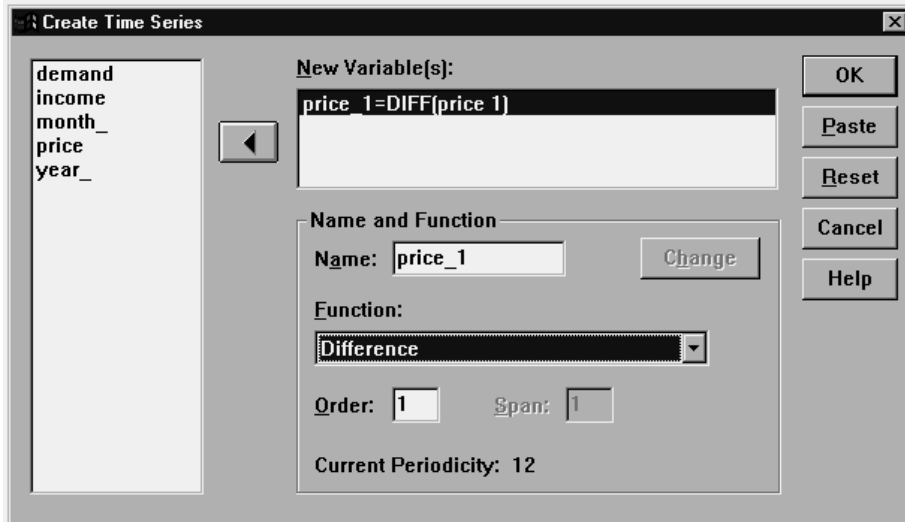 Create Time Series
demand
income
month_
price
year_
New Variable(s):
price_1=DIFF(price 1)
Name and Function
Name: price_1
Change
Function:
Difference
Order: 1 Span: 1
Current Periodicity: 12
OK
Paste
Reset
Cancel
Help